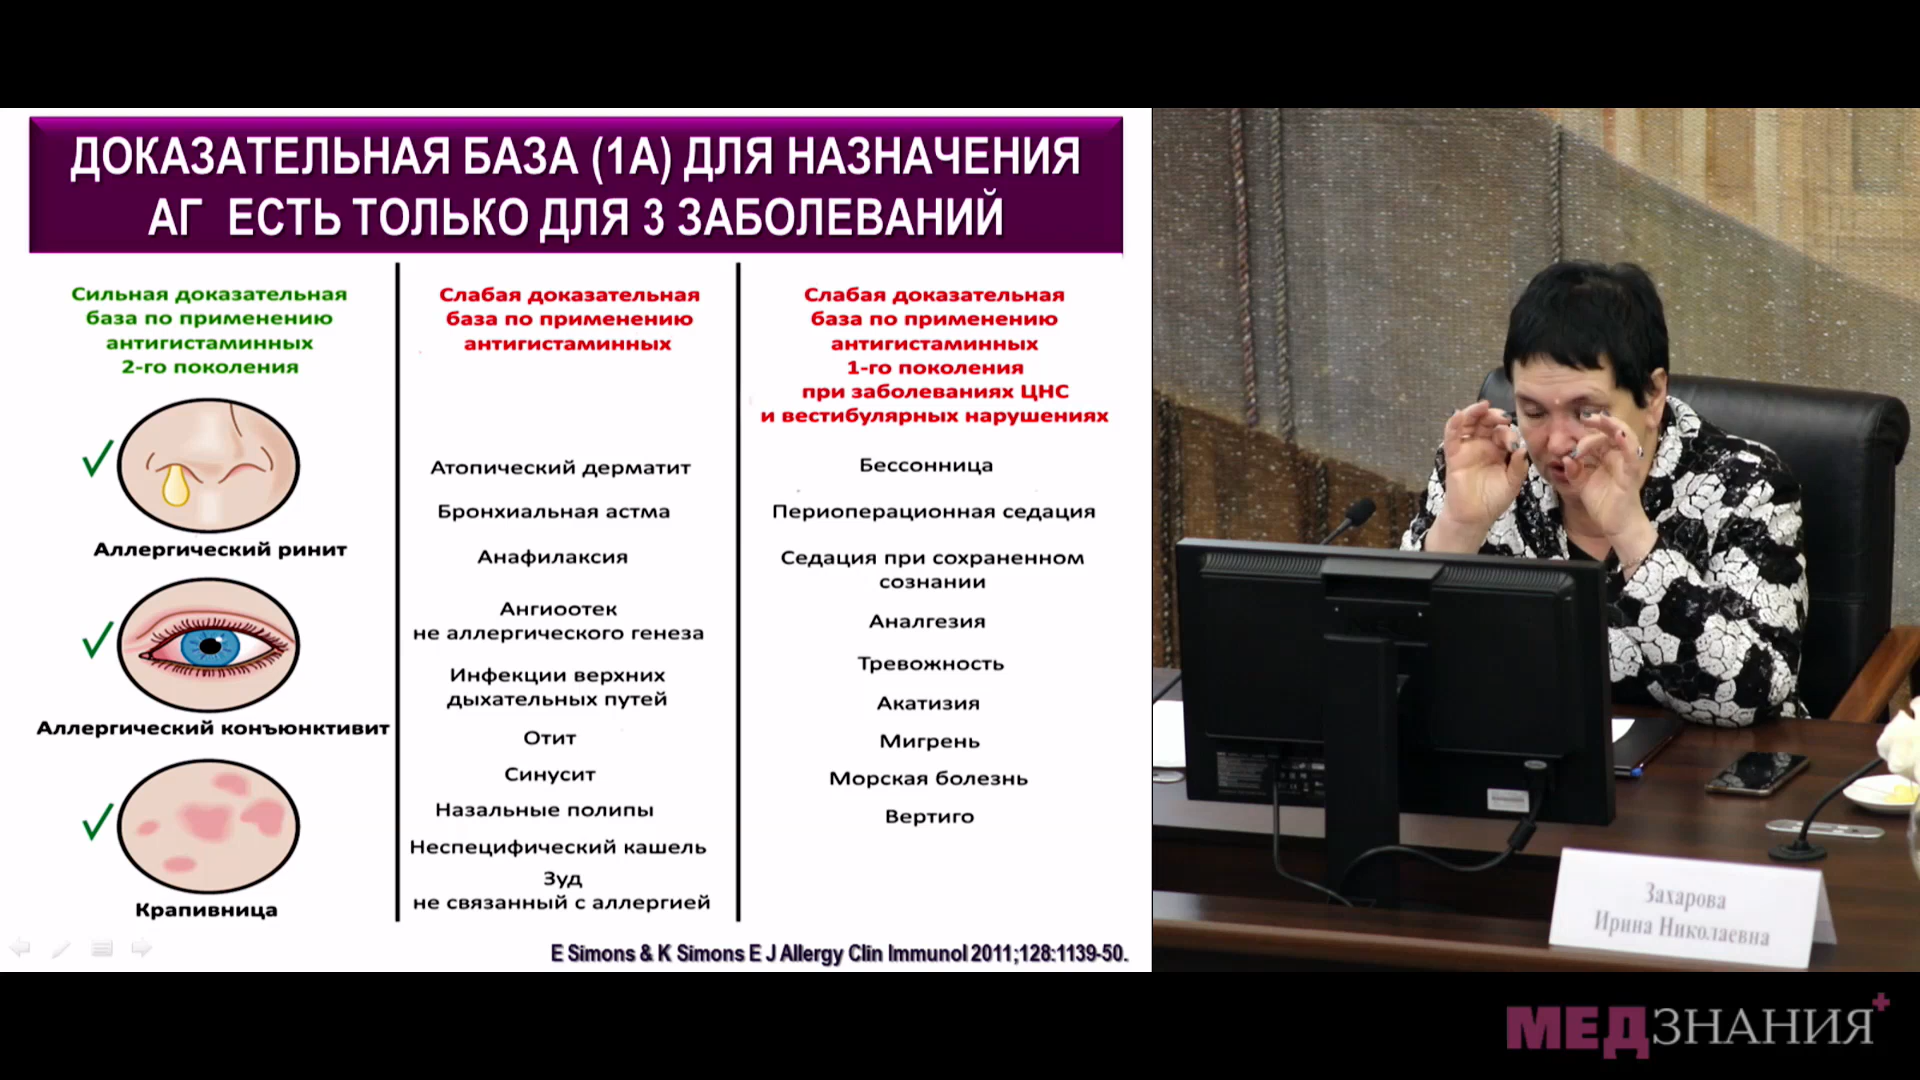 ДОКАЗАТЕЛЬНАЯ БАЗА (1А) ДЛЯ НАЗНАЧЕНИЯ
АГ ЕСТЬ ТОЛЬКО ДЛЯ 3 ЗАБОЛЕВАНИЙ
Сильная доказательная
база по применению
антигистаминных
2-го поколения
Аллергический ринит
Аллергический конъюнктивит
Крапивница
Слабая доказательная
база по применению
антигистаминных
Атопический дерматит
Бронхиальная астма
Анафилаксия
Ангиоотек
не аллергического генеза
Инфекции верхних
дыхательных путей
Отит
Синусит
Назальные полипы
Неспецифический кашель
Зуд
не связанный с аллергией
Слабая доказательная
база по применению
антигистаминных
1-го поколения
при заболеваниях ЦНС
и вестибулярных нарушениях
Бессонница
Периоперационная седация
Седация при сохраненном
сознании
Аналгезия
Тревожность
Акатизия
Мигрень
Морская болезнь
Вертиго
E Simons & K Simons E J Allergy Clin Immunol 2011;128:1139-50.
Захарова
Ирина Николаевна
МЕДЗНАНИЯ+